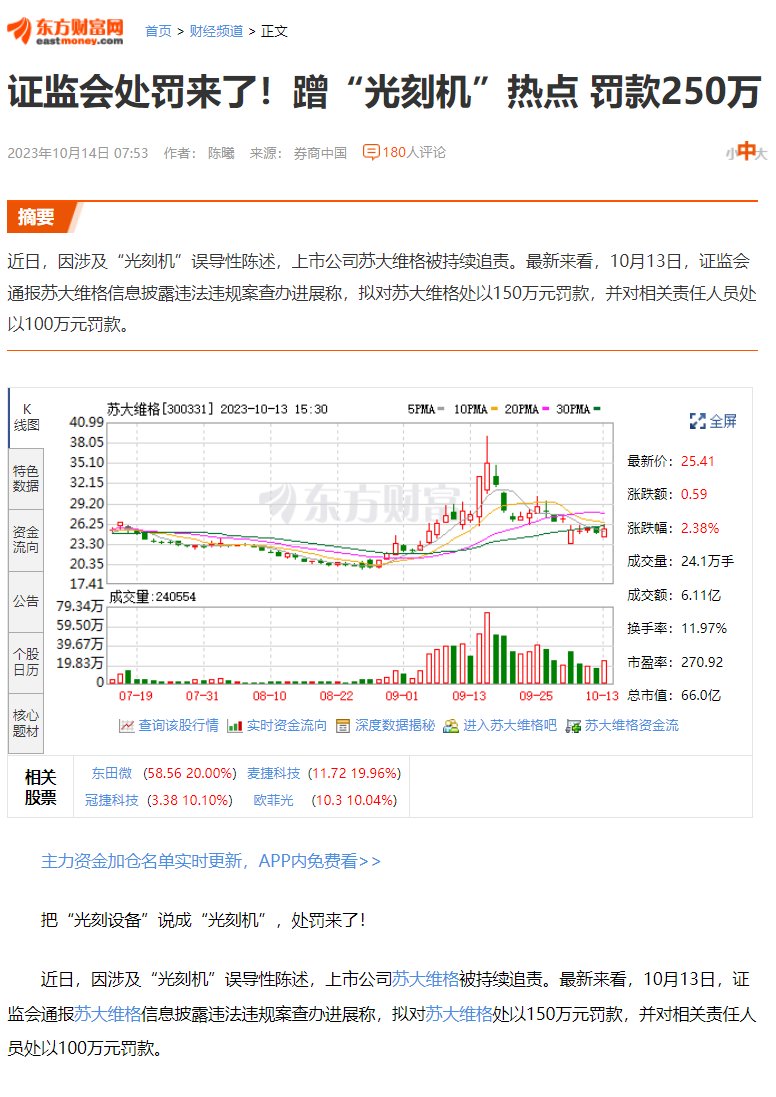 东方财富网
eastmoney.com
首页 > 财经频道 > 正文
证监会处罚来了！蹭“光刻机”热点 罚款250万
2023年10月14日 07:53 作者： 陈曦 来源： 券商中国 180人评论
小中大
摘要
近日，因涉及“光刻机”误导性陈述，上市公司苏大维格被持续追责。最新来看，10月13日，证监会
通报苏大维格信息披露违法违规案查办进展称，拟对苏大维格处以150万元罚款，并对相关责任人员处
以100万元罚款。
K
线图
特色
数据
资金
流向
公告
个股
日历
核心
题材
苏大维格[300331] 2023-10-13 15:30 5PMA 10PMA 20PMA 30PMA
40.99
38.05
35.10
32.15
29.20
26.25
23.30
20.35
17.41
东方财富
成交量:240554
79.34万
59.50万
39.67万
19.83万
0
07-19 07-31 08-10 08-22 09-01 09-13 09-25 10-13
全屏
最新价： 25.41
涨跌额： 0.59
涨跌幅： 2.38%
成交量： 24.1万手
成交额： 6.11亿
换手率： 11.97%
市盈率： 270.92
总市值： 66.0亿
查询该股行情 实时资金流向 深度数据揭秘 进入苏大维格吧 苏大维格资金流
相关
股票
东田微 (58.56 20.00%) 麦捷科技 (11.72 19.96%)
冠捷科技 (3.38 10.10%) 欧菲光 (10.3 10.04%)
主力资金加仓名单实时更新，APP内免费看>>
把“光刻设备”说成“光刻机”，处罚来了！
近日，因涉及“光刻机”误导性陈述，上市公司苏大维格被持续追责。最新来看，10月13日，证
监会通报苏大维格信息披露违法违规案查办进展称，拟对苏大维格处以150万元罚款，并对相关责任人
员处以100万元罚款。